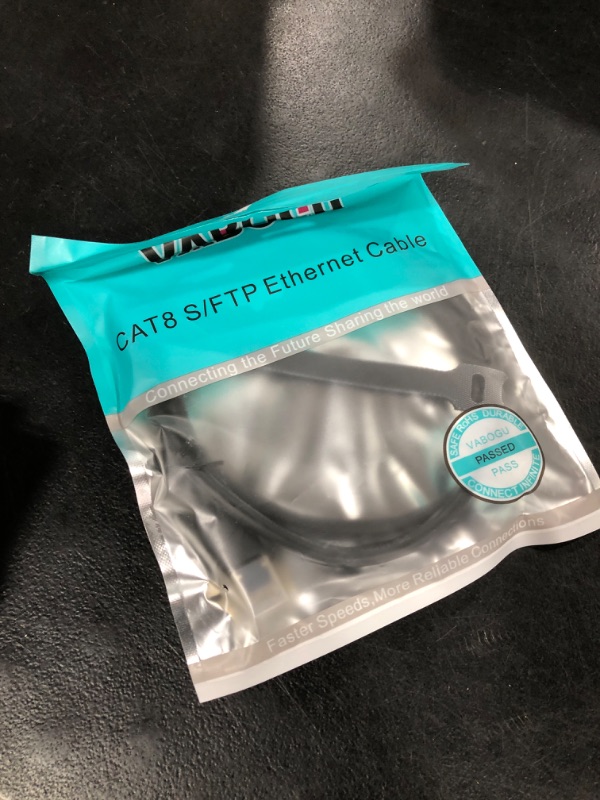 VABOGU
CAT8 S/FTP Ethernet Cable
Connecting the Future Sharing the world
SAFE RoHS DURABLE
VABOGU
PASSED
PASS
CONNECT INFINITE
Faster Speeds,More Reliable Connections